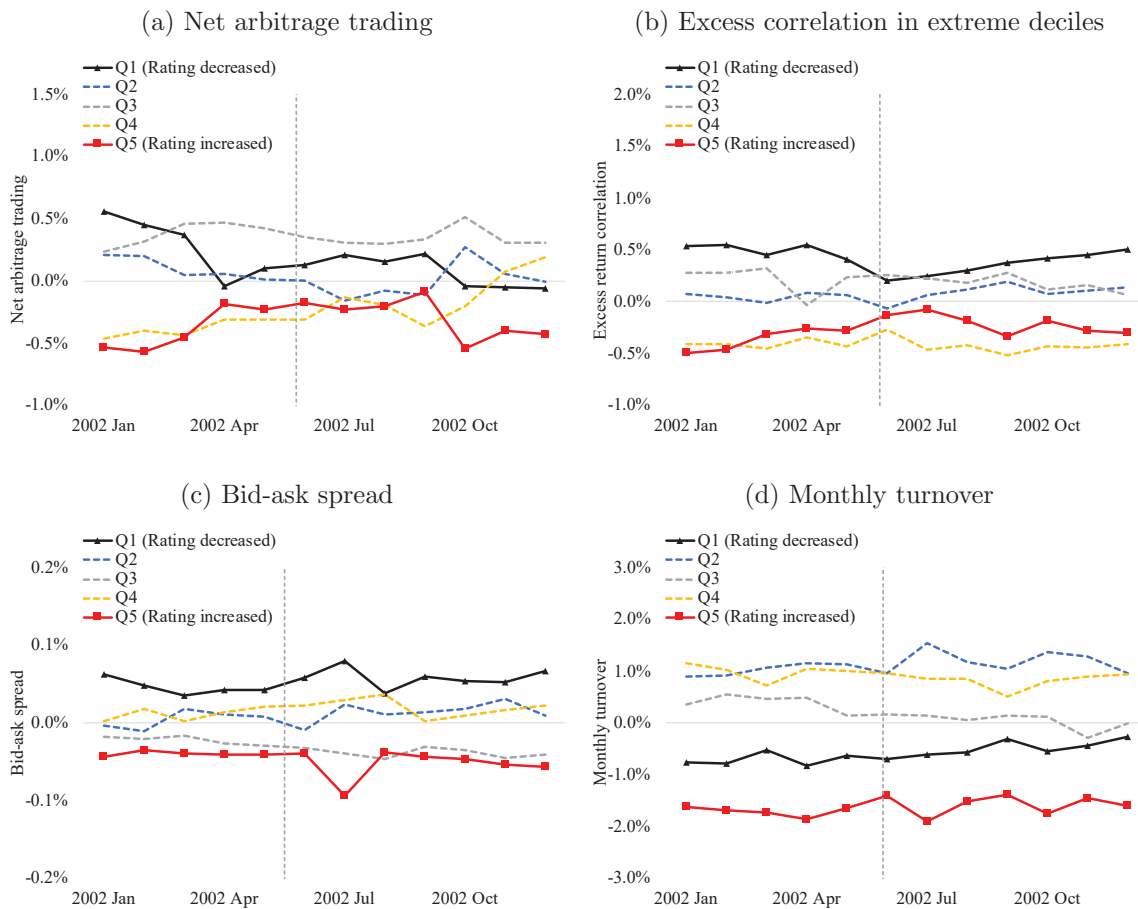 (a) Net arbitrage trading
Q1 (Rating decreased)
Q2
Q3
Q4
Q5 (Rating increased)
1.5%
1.0%
0.5%
0.0%
-0.5%
-1.0%
Net arbitrage trading
2002 Jan 2002 Apr 2002 Jul 2002 Oct
(b) Excess correlation in extreme deciles
Q1 (Rating decreased)
Q2
Q3
Q4
Q5 (Rating increased)
2.0%
1.5%
1.0%
0.5%
0.0%
-0.5%
-1.0%
Excess return correlation
2002 Jan 2002 Apr 2002 Jul 2002 Oct
(c) Bid-ask spread
Q1 (Rating decreased)
Q2
Q3
Q4
Q5 (Rating increased)
0.2%
0.1%
0.0%
-0.1%
-0.2%
Bid-ask spread
2002 Jan 2002 Apr 2002 Jul 2002 Oct
(d) Monthly turnover
Q1 (Rating decreased)
Q2
Q3
Q4
Q5 (Rating increased)
3.0%
2.0%
1.0%
0.0%
-1.0%
-2.0%
-3.0%
Monthly turnover
2002 Jan 2002 Apr 2002 Jul 2002 Oct